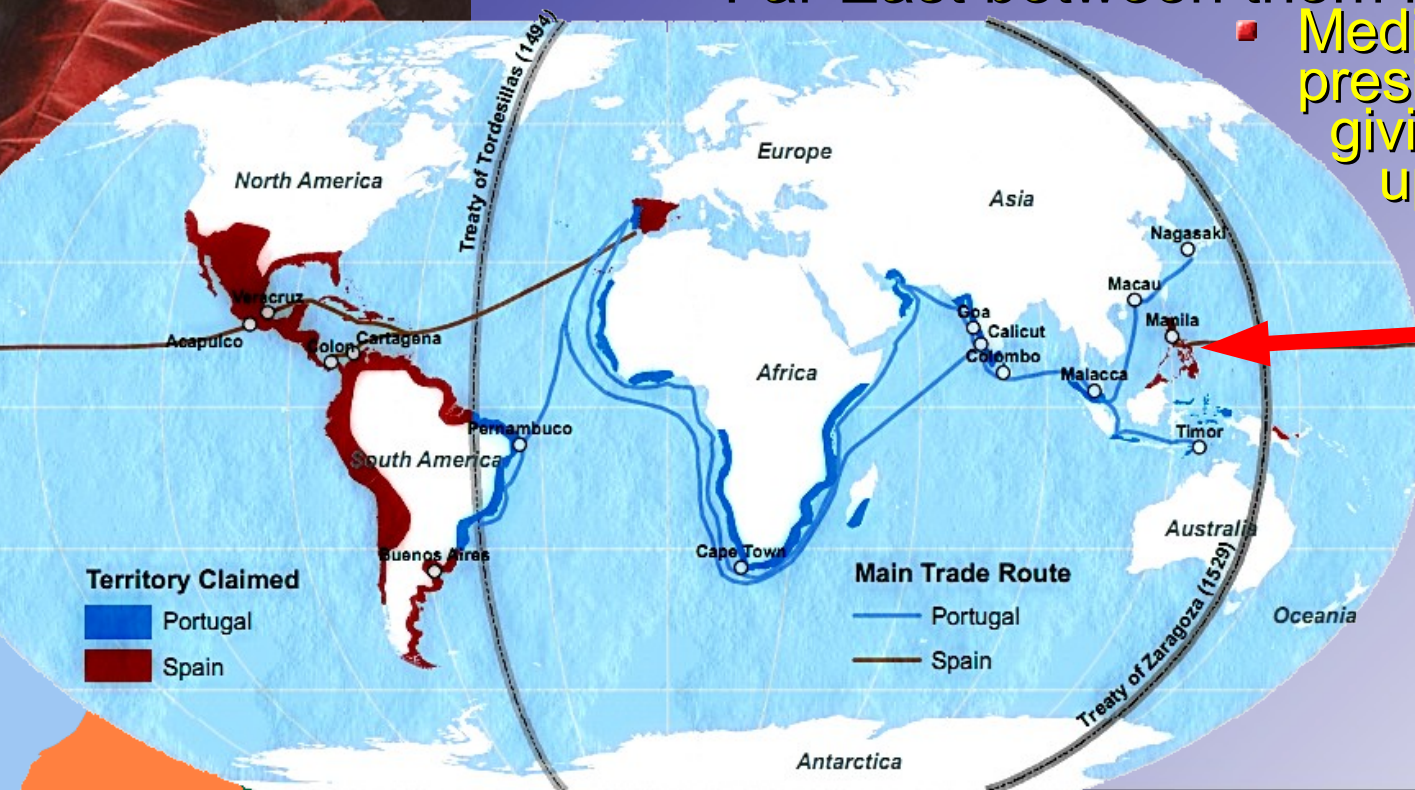 Far East between them
Med
pres
givi
u
Treaty of Tordesillas (1494)
North America
Europe
Asia
Nagasaki
Macau
Manila
Veracruz
Acapulco
Colon
Cartagena
Goa
Calicut
Colombo
Malacca
Africa
Pernambuco
Timor
South America
Australia
Buenos Aires
Cape Town
Territory Claimed
Portugal
Spain
Main Trade Route
Portugal
Spain
Oceania
Treaty of Zaragoza (1529)
Antarctica